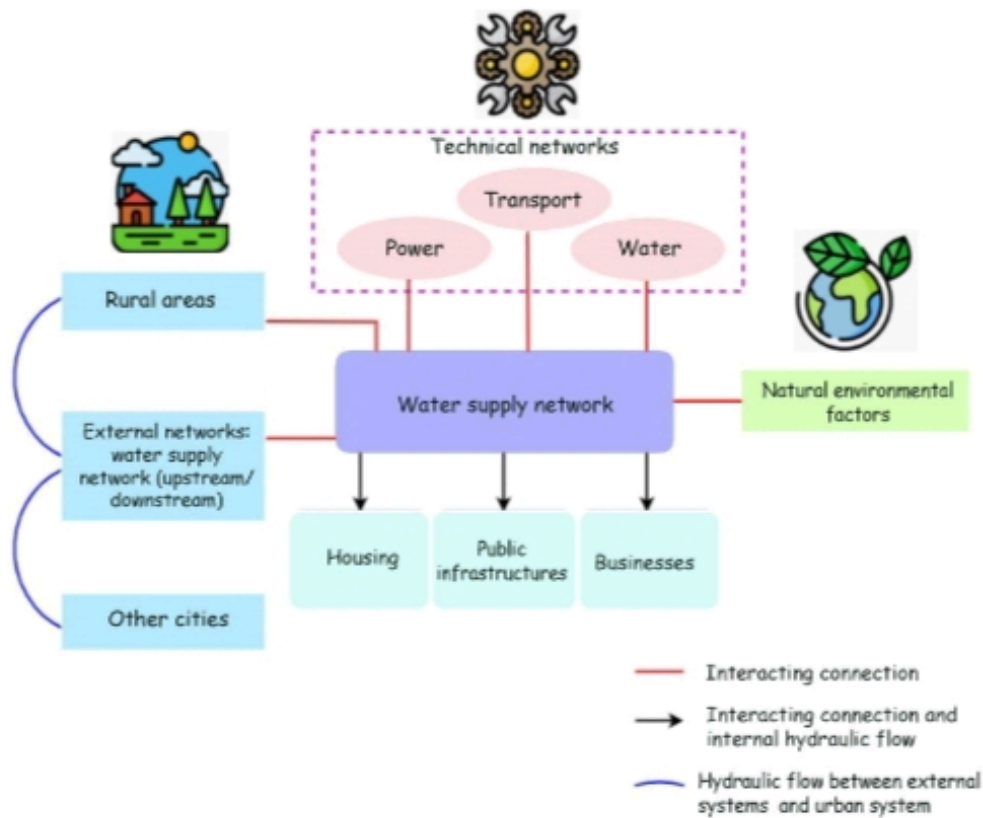 Technical networks
Transport
Power
Water
Rural areas
Water supply network
Natural environmental
factors
External networks:
water supply
network (upstream/
downstream)
Housing
Public
infrastructures
Businesses
Other cities
Interacting connection
Interacting connection and
internal hydraulic flow
Hydraulic flow between external
systems and urban system